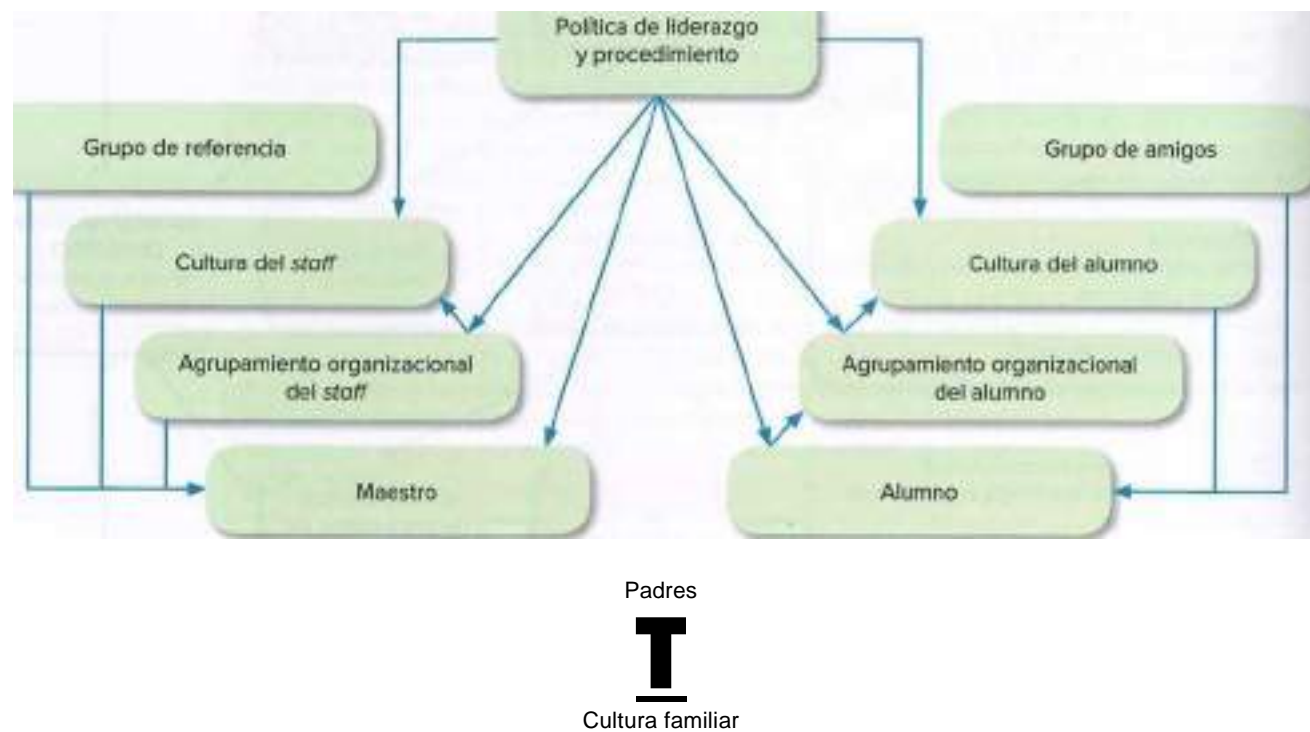 Política de liderazgo
y procedimiento
Grupo de referencia
Grupo de amigos
Cultura del staff
Cultura del alumno
Agrupamiento organizacional
del staff
Agrupamiento organizacional
del alumno
Maestro
Alumno
Padres
T
Cultura familiar